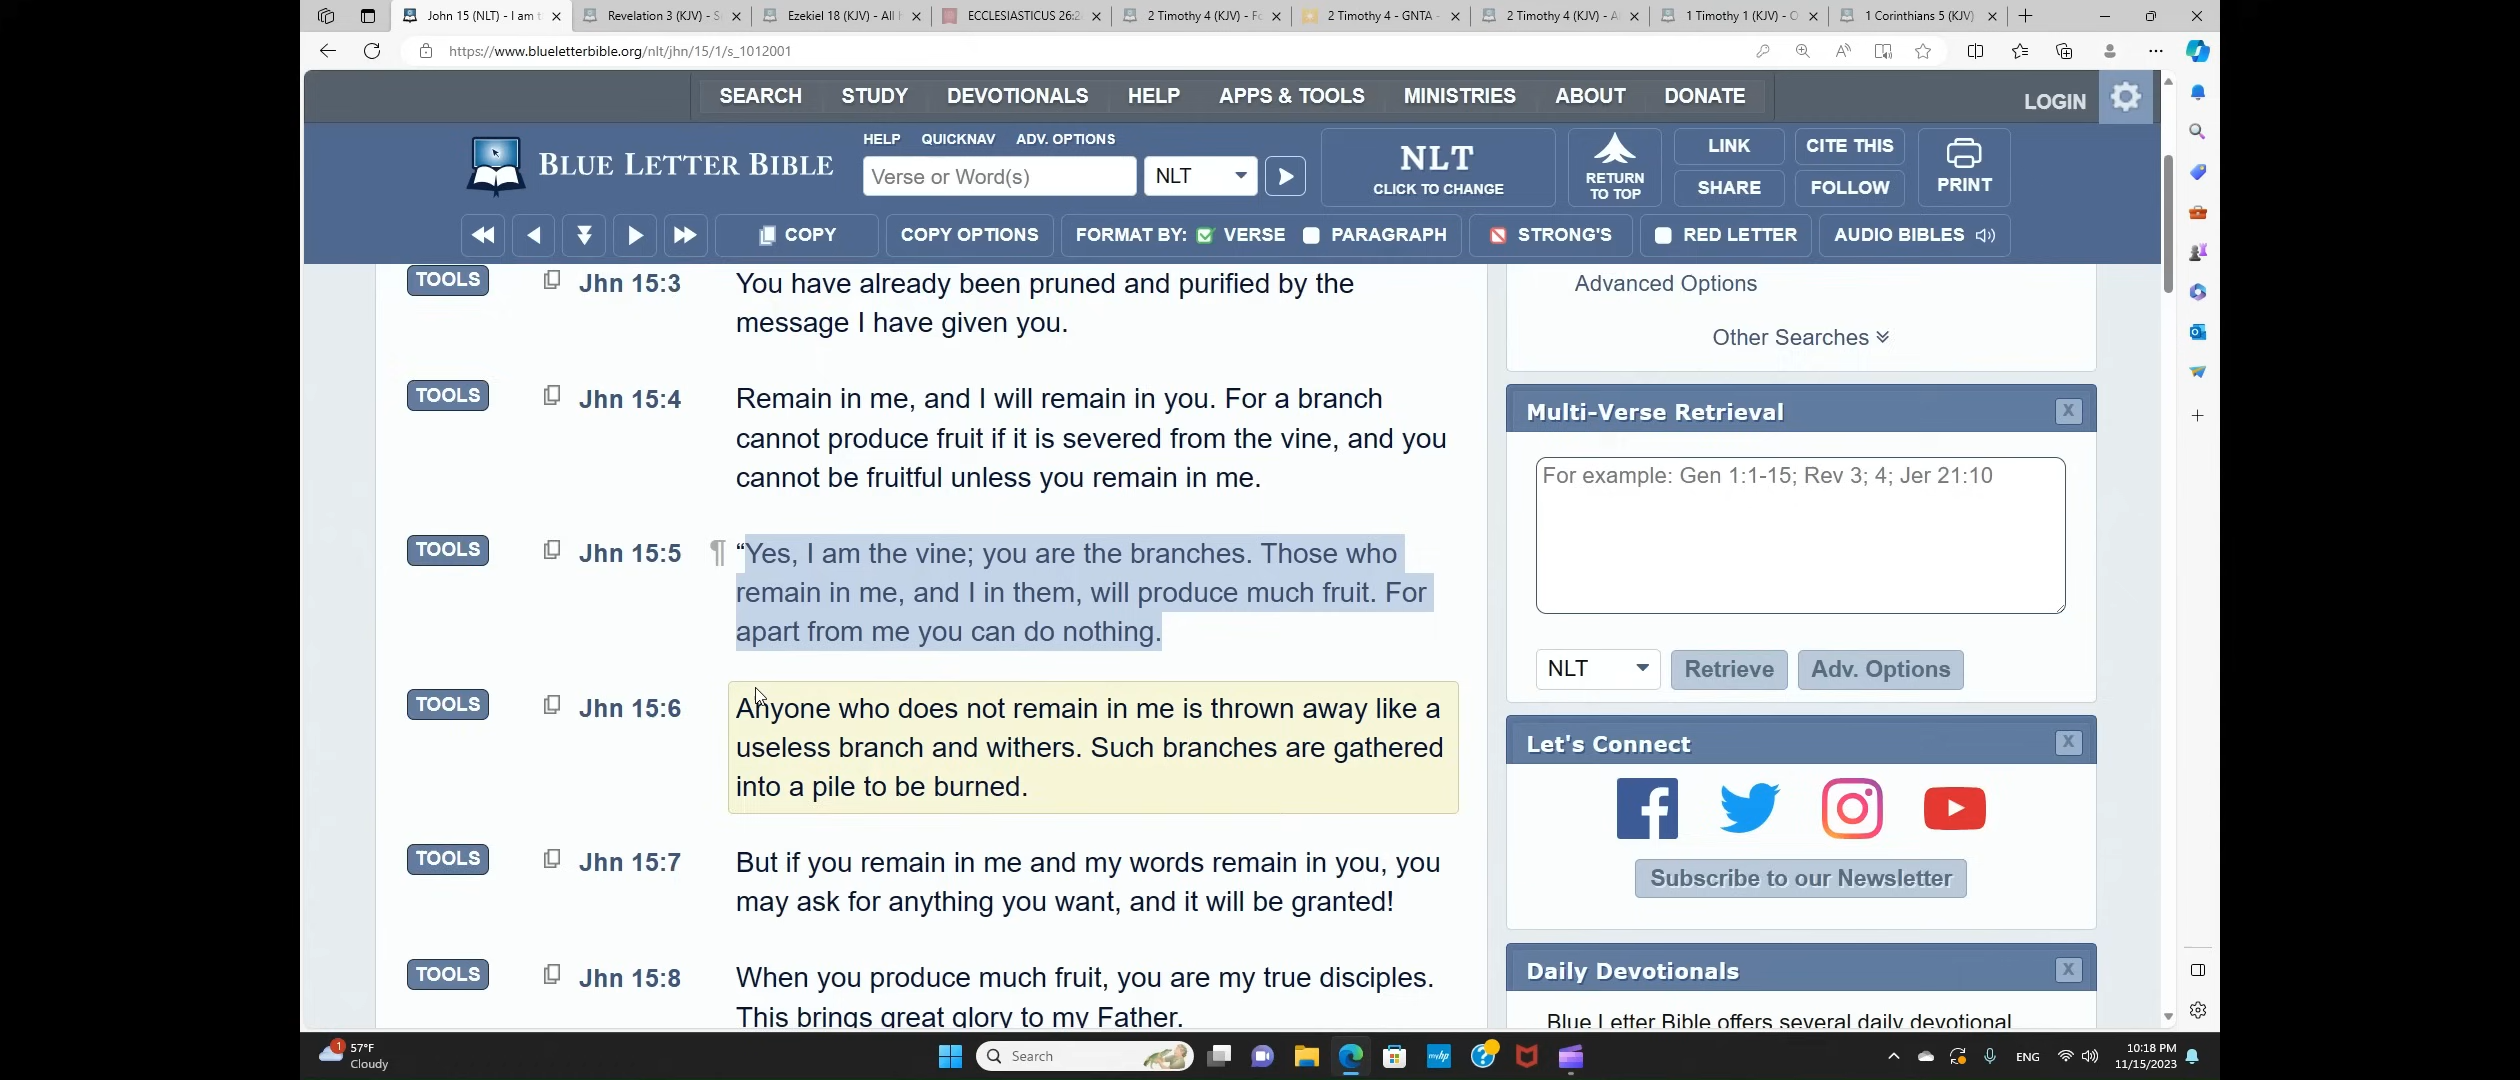 John 15 (NLT) - I am t
Revelation 3 (KJV) - S
Ezekiel 18 (KJV) - All
ECCLESIASTICUS 26:2
2 Timothy 4 (KJV) - Fo
2 Timothy 4 - GNTA -
2 Timothy 4 (KJV) - A
1 Timothy 1 (KJV) - O
1 Corinthians 5 (KJV)
https://www.blueletterbible.org/nlt/jhn/15/1/s_1012001
SEARCH STUDY DEVOTIONALS HELP APPS & TOOLS MINISTRIES ABOUT DONATE
LOGIN
BLUE LETTER BIBLE
HELP QUICKNAV ADV. OPTIONS
Verse or Word(s)
NLT
NLT
CLICK TO CHANGE
RETURN
TO TOP
LINK
CITE THIS
SHARE
FOLLOW
PRINT
COPY
COPY OPTIONS
FORMAT BY: VERSE PARAGRAPH
STRONG'S
RED LETTER
AUDIO BIBLES
TOOLS Jhn 15:3 You have already been pruned and purified by the
message I have given you.
TOOLS Jhn 15:4 Remain in me, and I will remain in you. For a branch
cannot produce fruit if it is severed from the vine, and you
cannot be fruitful unless you remain in me.
TOOLS Jhn 15:5 ¶ “Yes, I am the vine; you are the branches. Those who
remain in me, and I in them, will produce much fruit. For
apart from me you can do nothing.
TOOLS Jhn 15:6 Anyone who does not remain in me is thrown away like a
useless branch and withers. Such branches are gathered
into a pile to be burned.
TOOLS Jhn 15:7 But if you remain in me and my words remain in you, you
may ask for anything you want, and it will be granted!
TOOLS Jhn 15:8 When you produce much fruit, you are my true disciples.
This brings great glory to my Father.
Advanced Options
Other Searches
Multi-Verse Retrieval X
For example: Gen 1:1-15; Rev 3; 4; Jer 21:10
NLT Retrieve Adv. Options
Let's Connect X
Subscribe to our Newsletter
Daily Devotionals X
Blue Letter Bible offers several daily devotional
1
57°F
Cloudy
Search
myhp
ENG
10:18 PM
11/15/2023